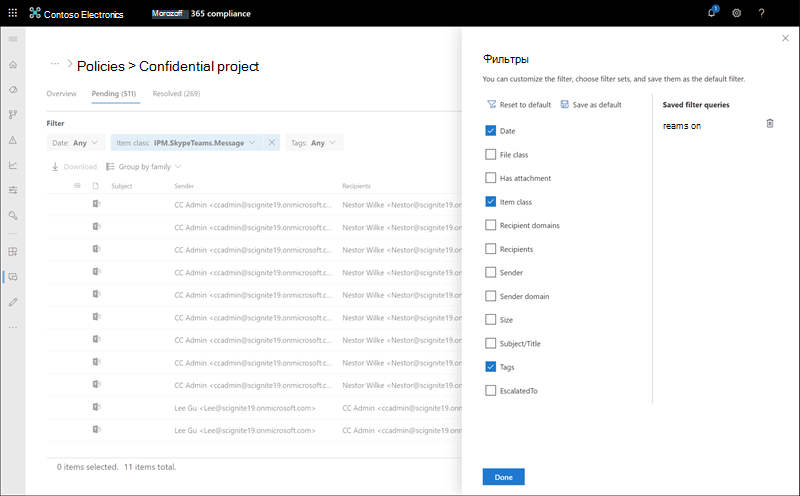 Contoso Electronics
Marazoff 365 compliance
1
?
... > Policies > Confidential project
Overview Pending (511) Resolved (269)
Filter
Date: Any Item class: IPM.SkypeTeams.Message Tags: Any
Download Group by family
Subject Sender Recipients
CC Admin <ccadmin@scignite19.onmicrosoft.c... Nestor Wilke <Nestor@scignite19.o
CC Admin <ccadmin@scignite19.onmicrosoft.c... Nestor Wilke <Nestor@scignite19.o
CC Admin <ccadmin@scignite19.onmicrosoft.c... Nestor Wilke <Nestor@scignite19.o
CC Admin <ccadmin@scignite19.onmicrosoft.c... Nestor Wilke <Nestor@scignite19.o
CC Admin <ccadmin@scignite19.onmicrosoft.c... Nestor Wilke <Nestor@scignite19.o
CC Admin <ccadmin@scignite19.onmicrosoft.c... Nestor Wilke <Nestor@scignite19.o
CC Admin <ccadmin@scignite19.onmicrosoft.c... Nestor Wilke <Nestor@scignite19.o
CC Admin <ccadmin@scignite19.onmicrosoft.c... Nestor Wilke <Nestor@scignite19.o
CC Admin <ccadmin@scignite19.onmicrosoft.c... Nestor Wilke <Nestor@scignite19.o
Lee Gu <Lee@scignite19.onmicrosoft.com> CC Admin <ccadmin@scignite19.onm
Lee Gu <Lee@scignite19.onmicrosoft.com> CC Admin <ccadmin@scignite19.onm
0 items selected. 11 items total.
Фильтры
You can customize the filter, choose filter sets, and save them as the default filter.
Reset to default Save as default
Date
File class
Has attachment
Item class
Recipient domains
Recipients
Sender
Sender domain
Size
Subject/Title
Tags
EscalatedTo
Saved filter queries
reams on
Done